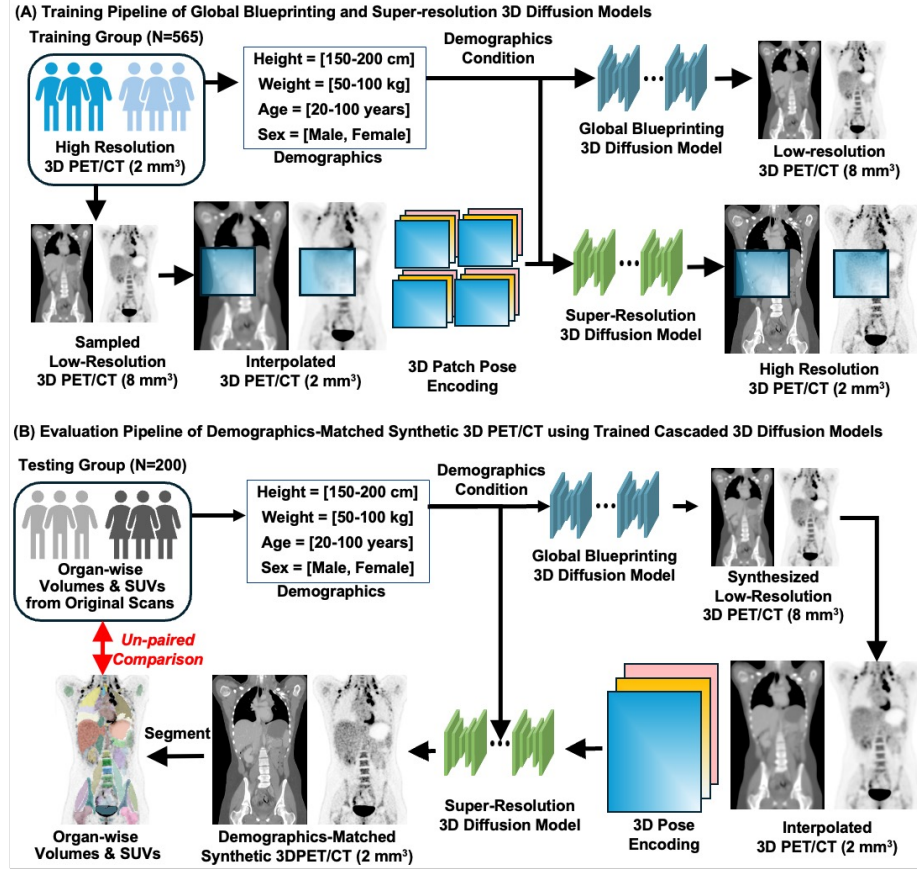 (A) Training Pipeline of Global Blueprinting and Super-resolution 3D Diffusion Models
Training Group (N=565)
High Resolution
3D PET/CT (2 mm³)
Height = [150-200 cm]
Weight = [50-100 kg]
Age = [20-100 years]
Sex = [Male, Female]
Demographics
Demographics
Condition
Global Blueprinting
3D Diffusion Model
Low-resolution
3D PET/CT (8 mm³)
Sampled
Low-Resolution
3D PET/CT (8 mm³)
Interpolated
3D PET/CT (2 mm³)
3D Patch Pose
Encoding
Super-Resolution
3D Diffusion Model
High Resolution
3D PET/CT (2 mm³)
(B) Evaluation Pipeline of Demographics-Matched Synthetic 3D PET/CT using Trained Cascaded 3D Diffusion Models
Testing Group (N=200)
Organ-wise
Volumes & SUVs
from Original Scans
Height = [150-200 cm]
Weight = [50-100 kg]
Age = [20-100 years]
Sex = [Male, Female]
Demographics
Demographics
Condition
Global Blueprinting
3D Diffusion Model
Synthesized
Low-Resolution
3D PET/CT (8 mm³)
Un-paired
Comparison
Segment
Organ-wise
Volumes & SUVs
Demographics-Matched
Synthetic 3DPET/CT (2 mm³)
Super-Resolution
3D Diffusion Model
3D Pose
Encoding
Interpolated
3D PET/CT (2 mm³)